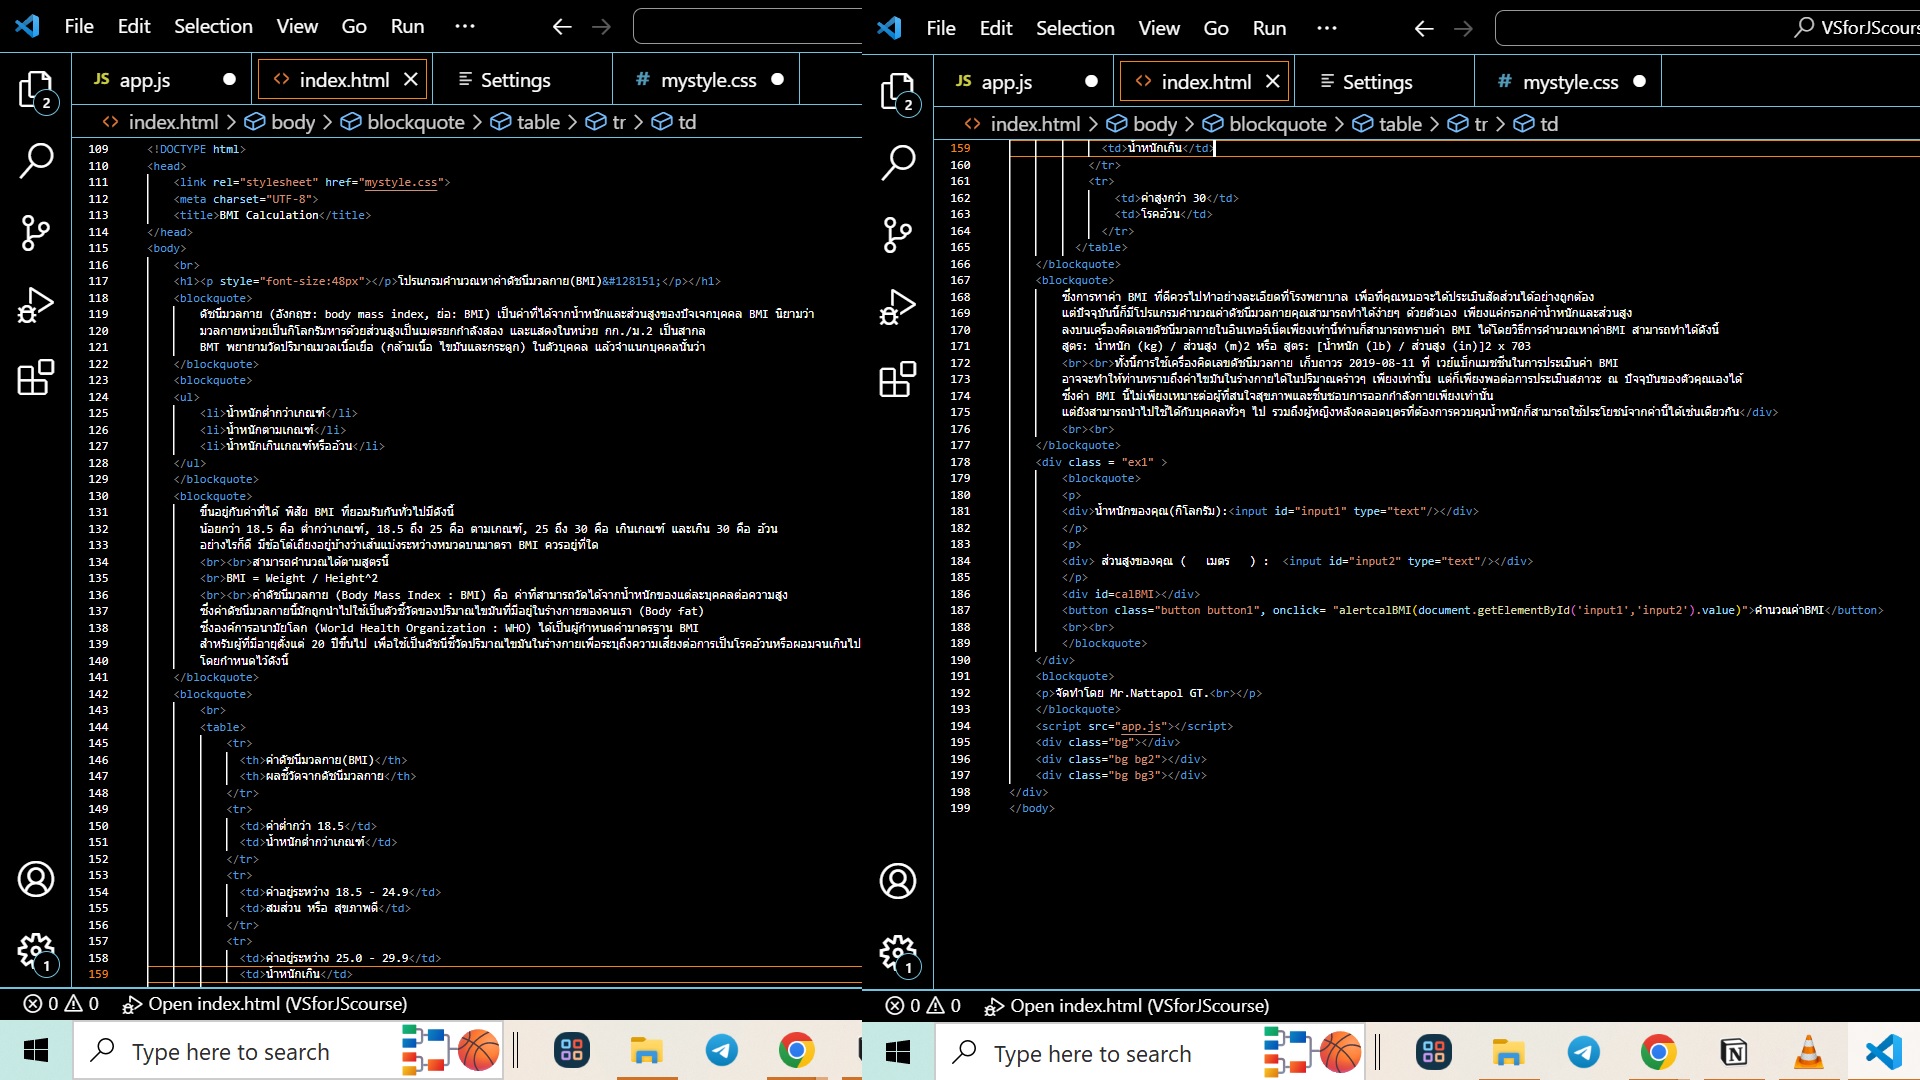 File Edit Selection View Go Run ···
JS app.js
index.html
Settings
# mystyle.css
index.html > body > blockquote > table > tr > td
109 <!DOCTYPE html>
110 <head>
111 <link rel="stylesheet" href="mystyle.css">
112 <meta charset="UTF-8">
113 <title>BMI Calculation</title>
114 </head>
115 <body>
116 <br>
117 <h1><p style="font-size:48px"></p>โปรแกรมคำนวณหาค่าดัชนีมวลกาย(BMI)&#128151;</p></h1>
118 <blockquote>
119 ดัชนีมวลกาย (อังกฤษ: body mass index, ย่อ: BMI) เป็นค่าที่ได้จากน้ำหนักและส่วนสูงของปัจเจกบุคคล BMI นิยามว่า
120 มวลกายหน่วยเป็นกิโลกรัมหารด้วยส่วนสูงเป็นเมตรยกกำลังสอง และแสดงในหน่วย กก./ม.2 เป็นสากล
121 BMT พยายามวัดปริมาณมวลเนื้อเยื่อ (กล้ามเนื้อ ไขมันและกระดูก) ในตัวบุคคล แล้วจำแนกบุคคลนั้นว่า
122 </blockquote>
123 <blockquote>
124 <ul>
125 <li>น้ำหนักต่ำกว่าเกณฑ์</li>
126 <li>น้ำหนักตามเกณฑ์</li>
127 <li>น้ำหนักเกินเกณฑ์หรืออ้วน</li>
128 </ul>
129 </blockquote>
130 <blockquote>
131 ขึ้นอยู่กับค่าที่ได้ พิสัย BMI ที่ยอมรับกันทั่วไปมีดังนี้
132 น้อยกว่า 18.5 คือ ต่ำกว่าเกณฑ์, 18.5 ถึง 25 คือ ตามเกณฑ์, 25 ถึง 30 คือ เกินเกณฑ์ และเกิน 30 คือ อ้วน
133 อย่างไรก็ดี มีข้อโต้เถียงอยู่บ้างว่าเส้นแบ่งระหว่างหมวดบนมาตรา BMI ควรอยู่ที่ใด
134 <br><br>สามารถคำนวณได้ตามสูตรนี้
135 <br>BMI = Weight / Height^2
136 <br><br>ค่าดัชนีมวลกาย (Body Mass Index : BMI) คือ ค่าที่สามารถวัดได้จากน้ำหนักของแต่ละบุคคลต่อความสูง
137 ซึ่งค่าดัชนีมวลกายนี้มักถูกนำไปใช้เป็นตัวชี้วัดของปริมาณไขมันที่มีอยู่ในร่างกายของคนเรา (Body fat)
138 ซึ่งองค์การอนามัยโลก (World Health Organization : WHO) ได้เป็นผู้กำหนดค่ามาตรฐาน BMI
139 สำหรับผู้ที่มีอายุตั้งแต่ 20 ปีขึ้นไป เพื่อใช้เป็นดัชนีชี้วัดปริมาณไขมันในร่างกายเพื่อระบุถึงความเสี่ยงต่อการเป็นโรคอ้วนหรือผอมจนเกินไป
140 โดยกำหนดไว้ดังนี้
141 </blockquote>
142 <blockquote>
143 <br>
144 <table>
145 <tr>
146 <th>ค่าดัชนีมวลกาย(BMI)</th>
147 <th>ผลชี้วัดจากดัชนีมวลกาย</th>
148 </tr>
149 <tr>
150 <td>ค่าต่ำกว่า 18.5</td>
151 <td>น้ำหนักต่ำกว่าเกณฑ์</td>
152 </tr>
153 <tr>
154 <td>ค่าอยู่ระหว่าง 18.5 - 24.9</td>
155 <td>สมส่วน หรือ สุขภาพดี</td>
156 </tr>
157 <tr>
158 <td>ค่าอยู่ระหว่าง 25.0 - 29.9</td>
159 <td>น้ำหนักเกิน</td>
2
1
0 0 Open index.html (VSforJScourse)
Type here to search
File Edit Selection View Go Run ···
VSforJScours
JS app.js
index.html
Settings
# mystyle.css
index.html > body > blockquote > table > tr > td
159 <td>น้ำหนักเกิน</td>
160 </tr>
161 <tr>
162 <td>ค่าสูงกว่า 30</td>
163 <td>โรคอ้วน</td>
164 </tr>
165 </table>
166 </blockquote>
167 <blockquote>
168 ซึ่งการหาค่า BMI ที่ดีควรไปทำอย่างละเอียดที่โรงพยาบาล เพื่อที่คุณหมอจะได้ประเมินสัดส่วนได้อย่างถูกต้อง
169 แต่ปัจจุบันนี้ก็มีโปรแกรมคำนวณค่าดัชนีมวลกายคุณสามารถทำได้ง่ายๆ ด้วยตัวเอง เพียงแค่กรอกค่าน้ำหนักและส่วนสูง
170 ลงบนเครื่องคิดเลขดัชนีมวลกายในอินเทอร์เน็ตเพียงเท่านี้ท่านก็สามารถทราบค่า BMI ได้โดยวิธีการคำนวณหาค่าBMI สามารถทำได้ดังนี้
171 สูตร: น้ำหนัก (kg) / ส่วนสูง (m)2 หรือ สูตร: [น้ำหนัก (lb) / ส่วนสูง (in)]2 x 703
172 <br><br>ทั้งนี้การใช้เครื่องคิดเลขดัชนีมวลกาย เก็บถาวร 2019-08-11 ที่ เวย์แบ็กแมชชีนในการประเมินค่า BMI
173 อาจจะทำให้ท่านทราบถึงค่าไขมันในร่างกายได้ในปริมาณคร่าวๆ เพียงเท่านั้น แต่ก็เพียงพอต่อการประเมินสภาวะ ณ ปัจจุบันของตัวคุณเองได้
174 ซึ่งค่า BMI นี้ไม่เพียงเหมาะต่อผู้ที่สนใจสุขภาพและชื่นชอบการออกกำลังกายเพียงเท่านั้น
175 แต่ยังสามารถนำไปใช้ได้กับบุคคลทั่วๆ ไป รวมถึงผู้หญิงหลังคลอดบุตรที่ต้องการควบคุมน้ำหนักก็สามารถใช้ประโยชน์จากค่านี้ได้เช่นเดียวกัน</div>
176 <br><br>
177 </blockquote>
178 <div class = "ex1" >
179 <blockquote>
180 <p>
181 <div>น้ำหนักของคุณ(กิโลกรัม):<input id="input1" type="text"/></div>
182 </p>
183 <p>
184 <div> ส่วนสูงของคุณ ( เมตร ) : <input id="input2" type="text"/></div>
185 </p>
186 <div id=calBMI></div>
187 <button class="button button1", onclick= "alertcalBMI(document.getElementById('input1','input2').value)">คำนวณค่าBMI</button>
188 <br><br>
189 </blockquote>
190 </div>
191 <blockquote>
192 <p>จัดทำโดย Mr.Nattapol GT.<br></p>
193 </blockquote>
194 <script src="app.js"></script>
195 <div class="bg"></div>
196 <div class="bg bg2"></div>
197 <div class="bg bg3"></div>
198 </div>
199 </body>
2
1
0 0 Open index.html (VSforJScourse)
Type here to search